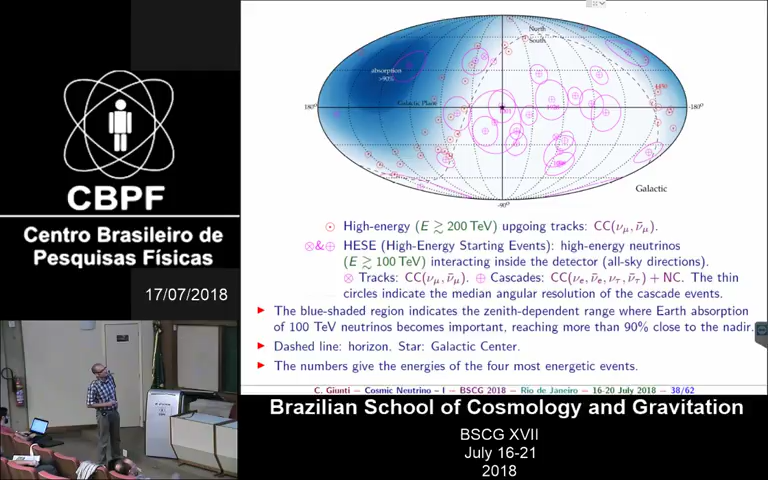 North
South
absorption
>90%
Galactic Plane
180°
-180°
-90°
Galactic
High-energy (E ≳ 200 TeV) upgoing tracks: CC(νμ, ν̄μ).
⊗&⊕ HESE (High-Energy Starting Events): high-energy neutrinos
(E ≳ 100 TeV) interacting inside the detector (all-sky directions).
⊗ Tracks: CC(νμ, ν̄μ). ⊕ Cascades: CC(νe, ν̄e, ντ, ν̄τ) + NC. The thin
circles indicate the median angular resolution of the cascade events.
The blue-shaded region indicates the zenith-dependent range where Earth absorption
of 100 TeV neutrinos becomes important, reaching more than 90% close to the nadir.
Dashed line: horizon. Star: Galactic Center.
The numbers give the energies of the four most energetic events.
C. Giunti − Cosmic Neutrino − I − BSCG 2018 − Rio de Janeiro − 16-20 July 2018 − 38/62
CBPF
Centro Brasileiro de
Pesquisas Físicas
17/07/2018
Brazilian School of Cosmology and Gravitation
BSCG XVII
July 16-21
2018